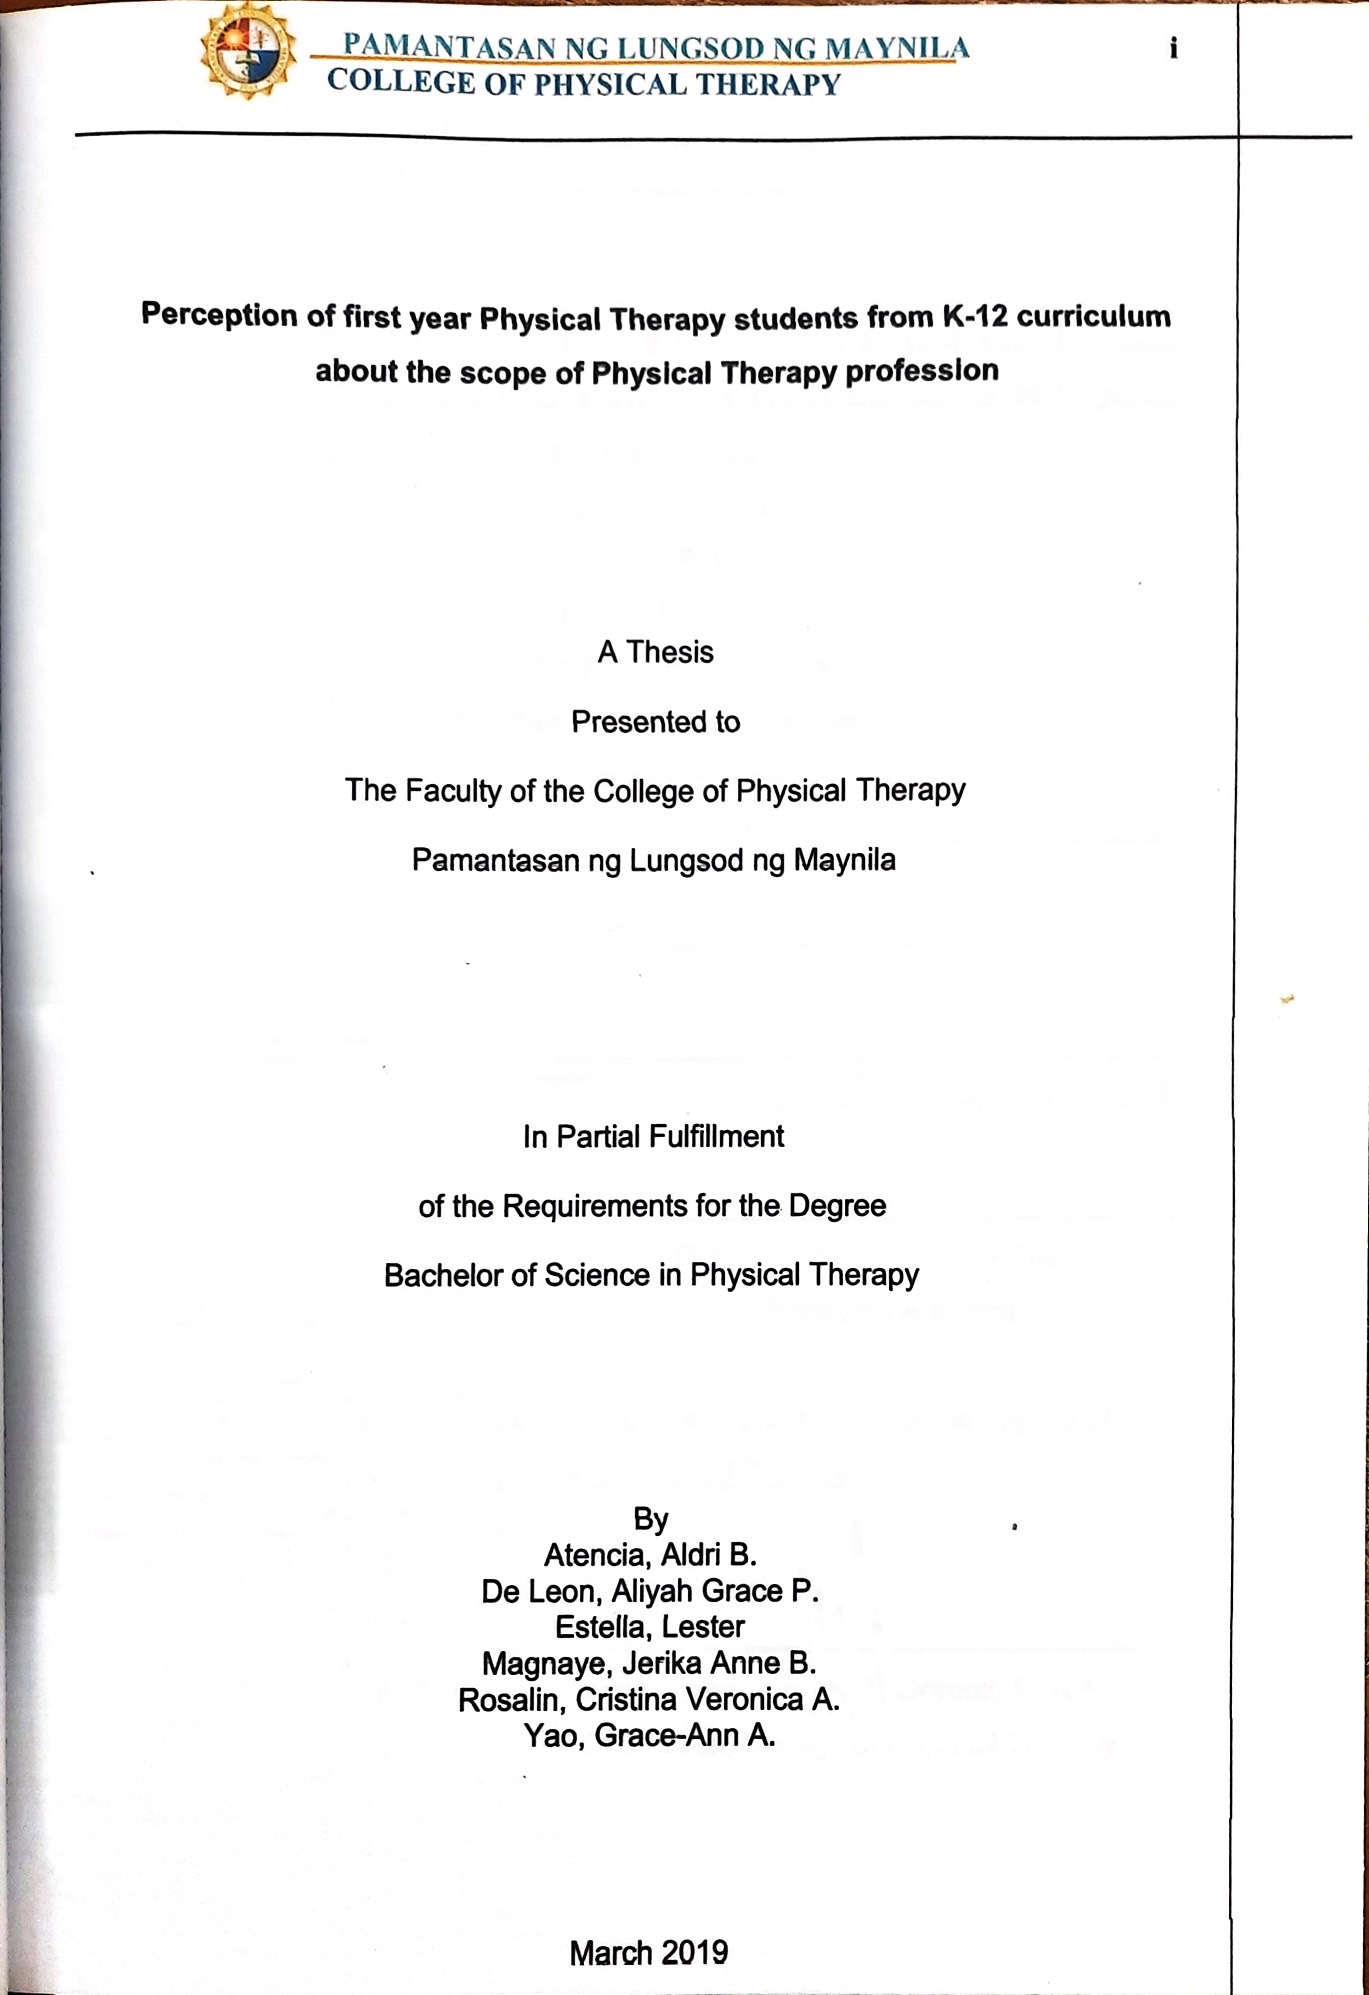 PAMANTASAN NG LUNGSOD NG MAYNILA
i
COLLEGE OF PHYSICAL THERAPY
Perception of first year Physical Therapy students from K-12 curriculum
about the scope of Physical Therapy profession
A Thesis
Presented to
The Faculty of the College of Physical Therapy
Pamantasan ng Lungsod ng Maynila
In Partial Fulfillment
of the Requirements for the Degree
Bachelor of Science in Physical Therapy
By
Atencia, Aldri B.
De Leon, Aliyah Grace P.
Estella, Lester
Magnaye, Jerika Anne B.
Rosalin, Cristina Veronica A.
Yao, Grace-Ann A.
March 2019